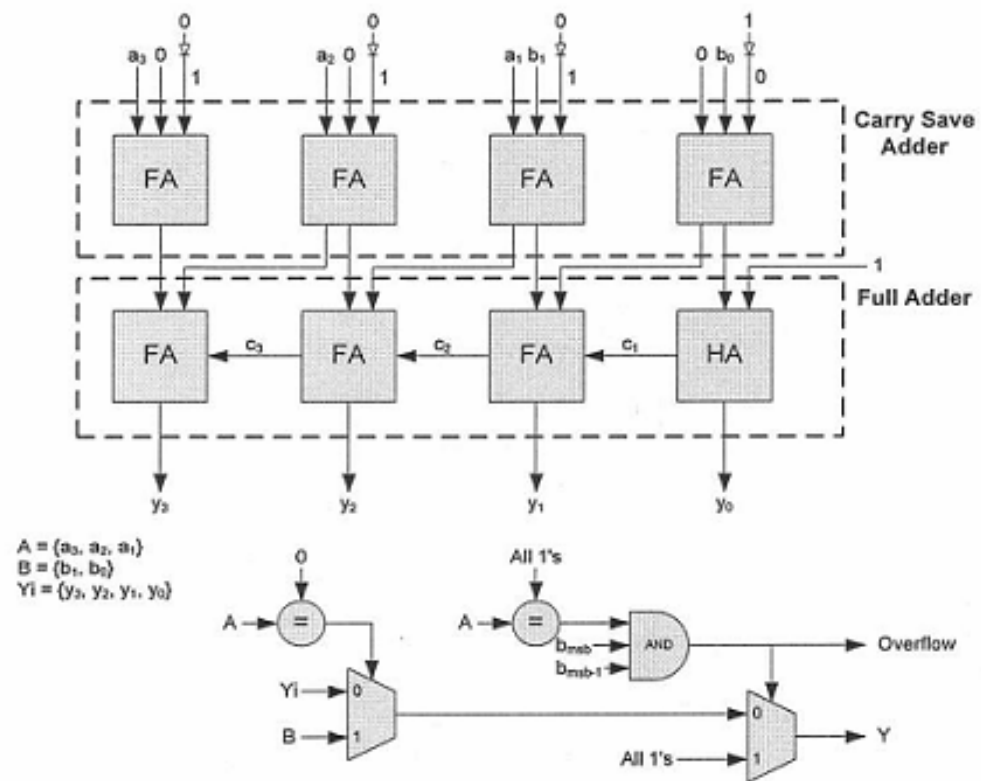 0 0 0 1
a₃ 0 1 a₂ 0 1 a₁ b₁ 1 0 b₀ 0
Carry Save
Adder
FA FA FA FA
1
Full Adder
FA c₃ FA c₂ FA c₁ HA
y₃ y₂ y₁ y₀
A = {a₃, a₂, a₁}
B = {b₁, b₀}
Yi = {y₃, y₂, y₁, y₀}
0 All 1's
A = A = AND Overflow
bmsb
bmsb-1
Yi 0
B 1
0 Y
All 1's 1